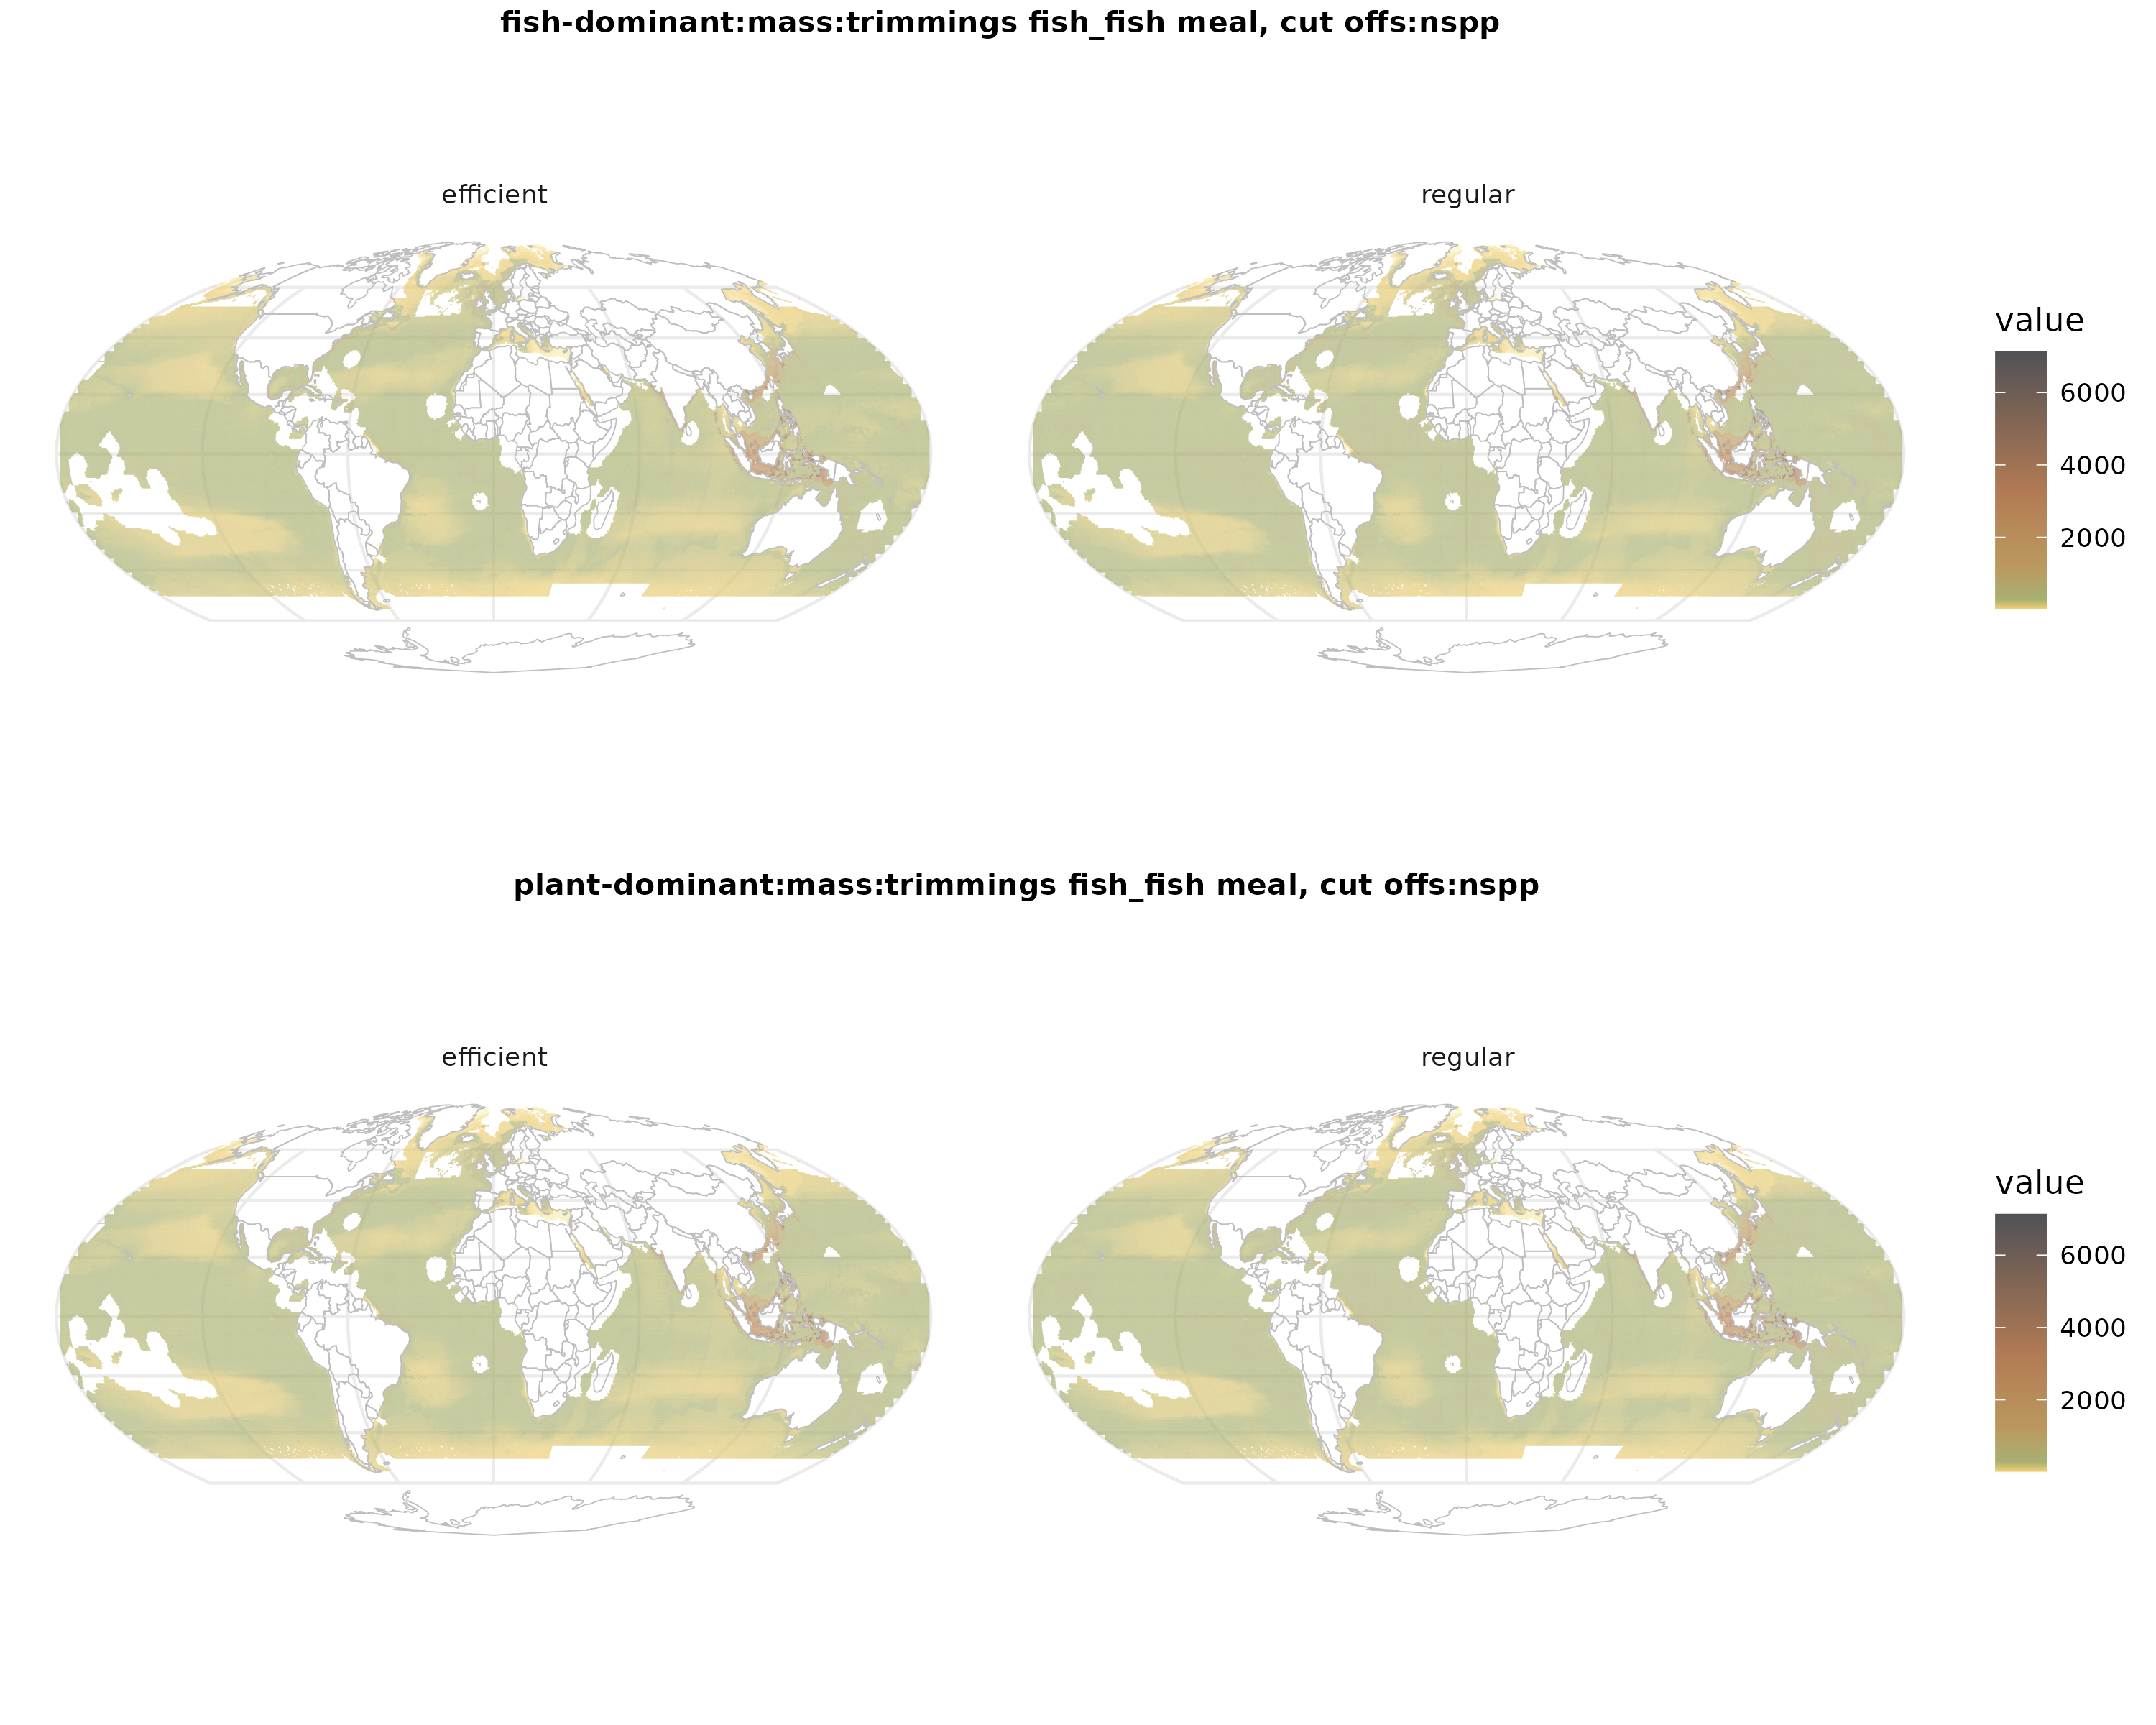 fish-dominant:mass:trimmings fish_fish meal, cut offs:nspp
efficient
regular
value
6000
4000
2000
plant-dominant:mass:trimmings fish_fish meal, cut offs:nspp
efficient
regular
value
6000
4000
2000